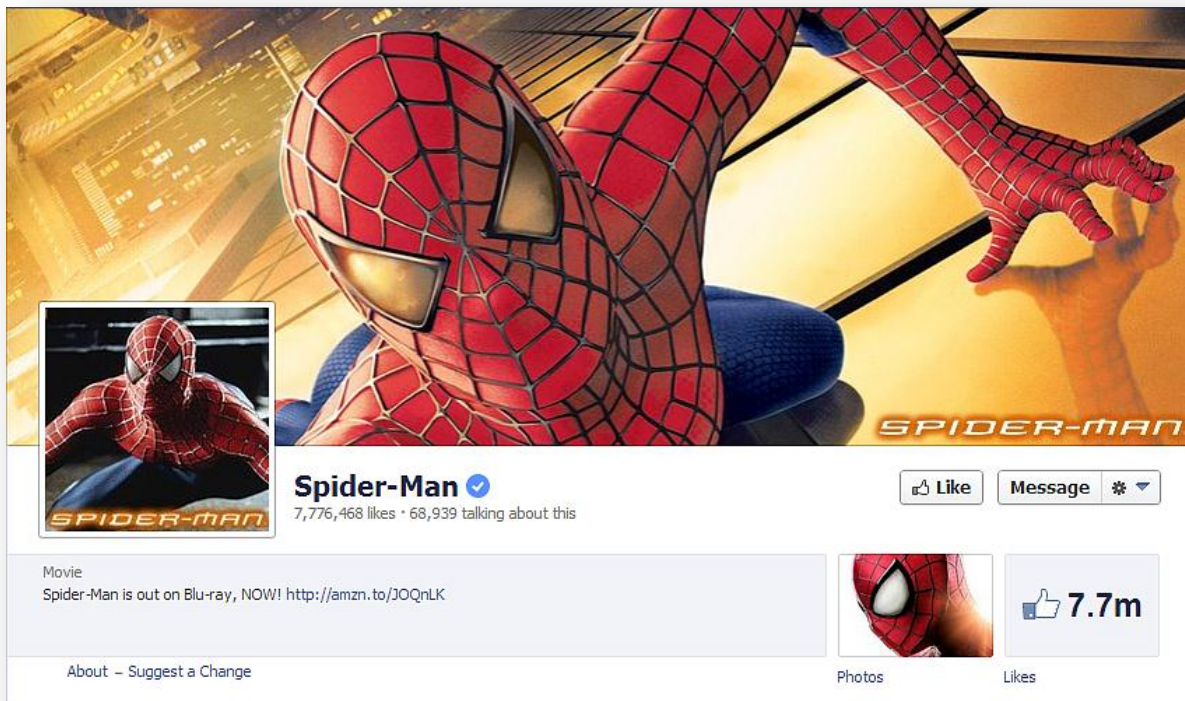 SPIDER-MAN
SPIDER-MAN
Spider-Man
7,776,468 likes · 68,939 talking about this
Like
Message
Movie
Spider-Man is out on Blu-ray, NOW! http://amzn.to/JOQnLK
7.7m
About – Suggest a Change
Photos
Likes